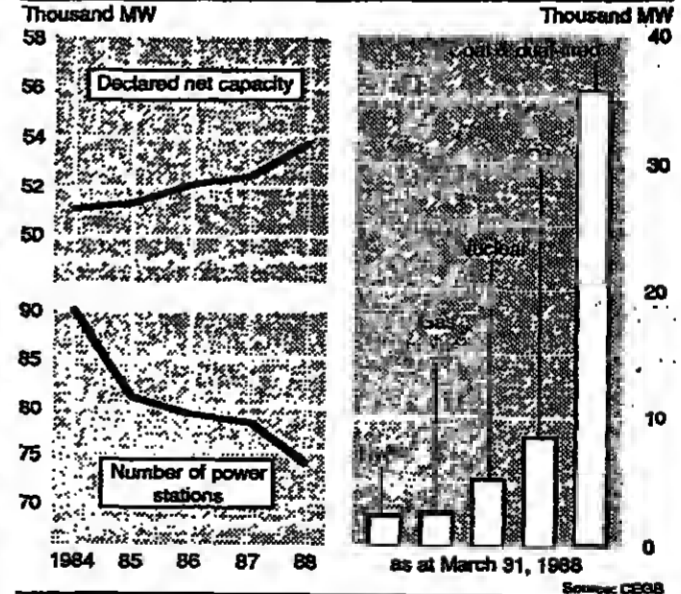 Thousand MW
58
56
54
52
50
Declared net capacity
90
85
80
75
70
Number of power
stations
1984 85 86 87 88
Thousand MW
40
30
20
10
0
Coal & dual-fired
Nuclear
Gas
as at March 31, 1988
Source: CEGB